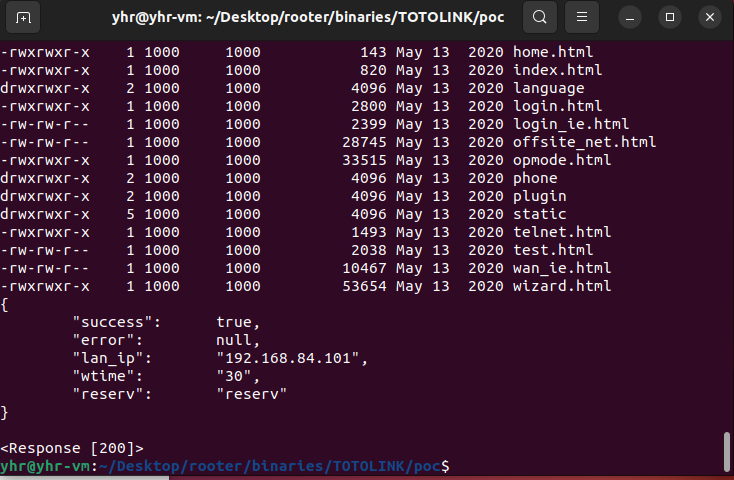 yhr@yhr-vm: ~/Desktop/rooter/binaries/TOTOLINK/poc
-rwxrwxr-x    1 1000     1000           143 May 13  2020 home.html
-rwxrwxr-x    1 1000     1000           820 May 13  2020 index.html
drwxrwxr-x    2 1000     1000          4096 May 13  2020 language
-rwxrwxr-x    1 1000     1000          2800 May 13  2020 login.html
-rw-rw-r--    1 1000     1000          2399 May 13  2020 login_ie.html
-rw-rw-r--    1 1000     1000         28745 May 13  2020 offsite_net.html
-rwxrwxr-x    1 1000     1000         33515 May 13  2020 opmode.html
drwxrwxr-x    2 1000     1000          4096 May 13  2020 phone
drwxrwxr-x    2 1000     1000          4096 May 13  2020 plugin
drwxrwxr-x    5 1000     1000          4096 May 13  2020 static
-rwxrwxr-x    1 1000     1000          1493 May 13  2020 telnet.html
-rw-rw-r--    1 1000     1000          2038 May 13  2020 test.html
-rw-rw-r--    1 1000     1000         10467 May 13  2020 wan_ie.html
-rwxrwxr-x    1 1000     1000         53654 May 13  2020 wizard.html
{
        "success":      true,
        "error":        null,
        "lan_ip":       "192.168.84.101",
        "wtime":        "30",
        "reserv":       "reserv"
}
<Response [200]>
yhr@yhr-vm:~/Desktop/rooter/binaries/TOTOLINK/poc$